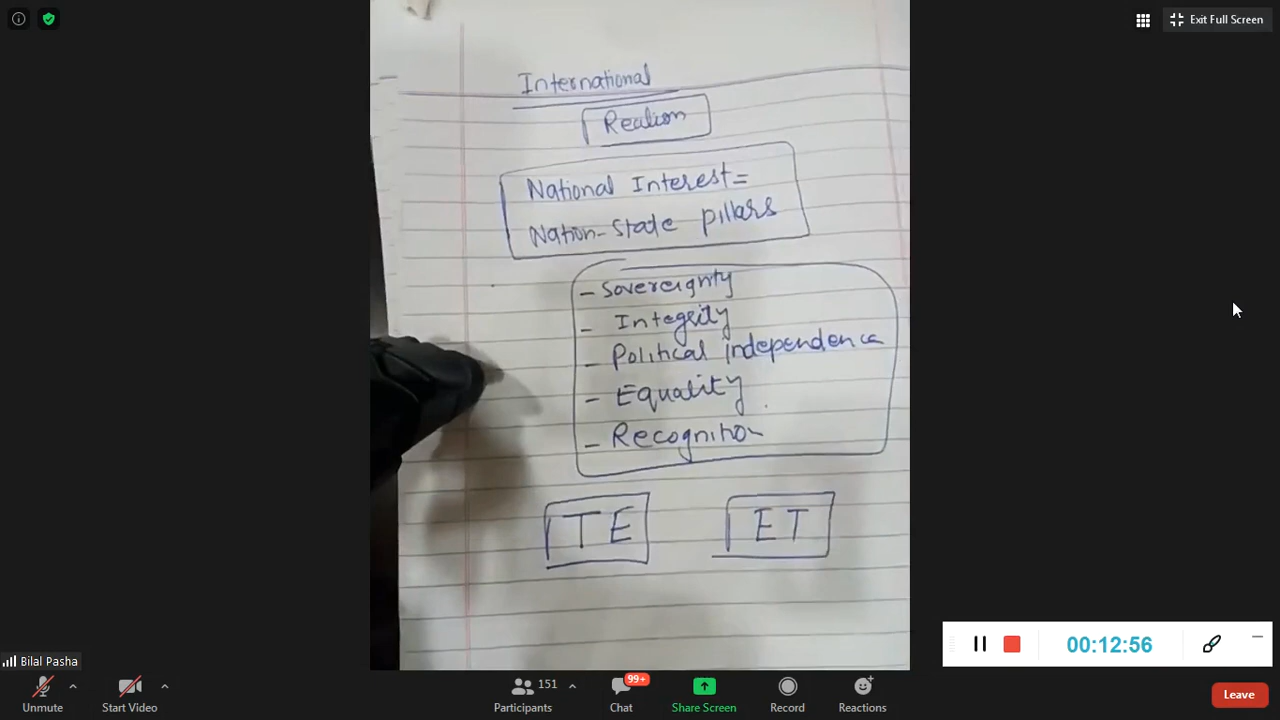 Exit Full Screen
International
Realism
National Interest =
Nation-State pillars
- Sovereignty
- Integrity
- Political independence
- Equality
- Recognition
TE
ET
00:12:56
Bilal Pasha
Unmute
Start Video
151
Participants
99+
Chat
Share Screen
Record
Reactions
Leave